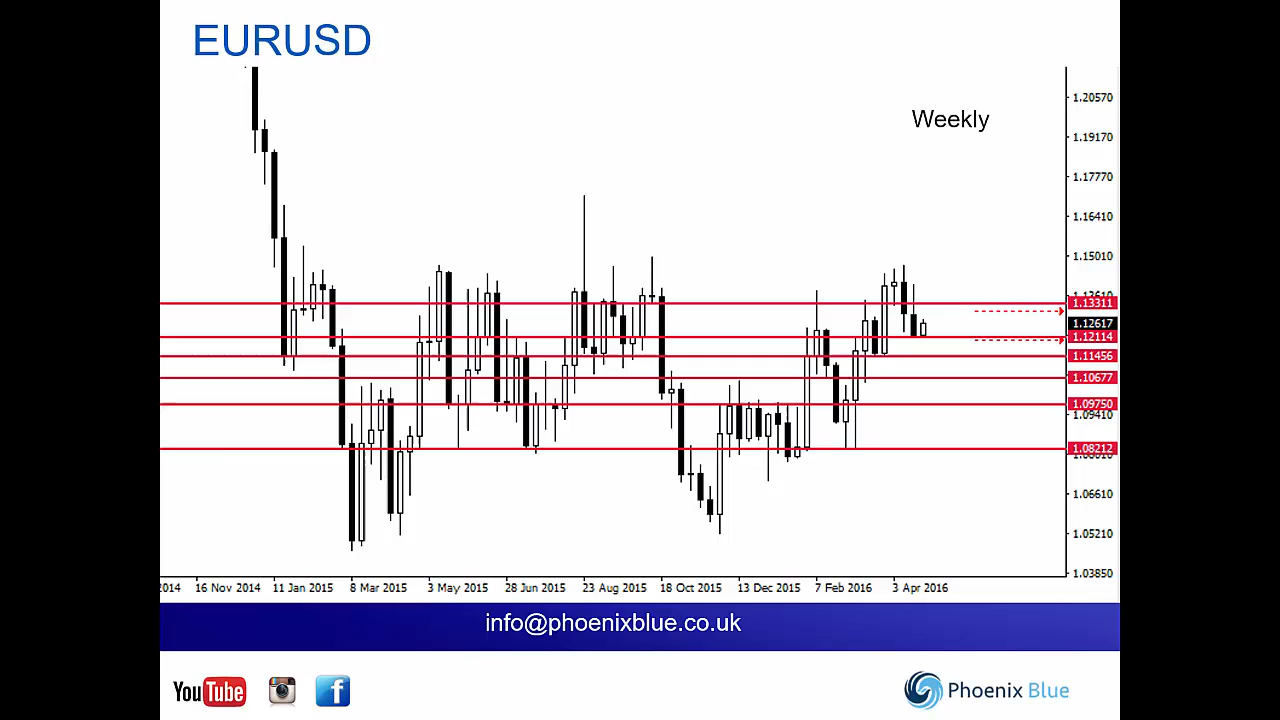 EURUSD
Weekly
1.20570
1.19170
1.17770
1.16410
1.15010
1.13311
1.12617
1.12114
1.11456
1.10677
1.09750
1.09410
1.08212
1.06610
1.05210
1.03850
2014 16 Nov 2014 11 Jan 2015 8 Mar 2015 3 May 2015 28 Jun 2015 23 Aug 2015 18 Oct 2015 13 Dec 2015 7 Feb 2016 3 Apr 2016
info@phoenixblue.co.uk
YouTube
f
Phoenix Blue